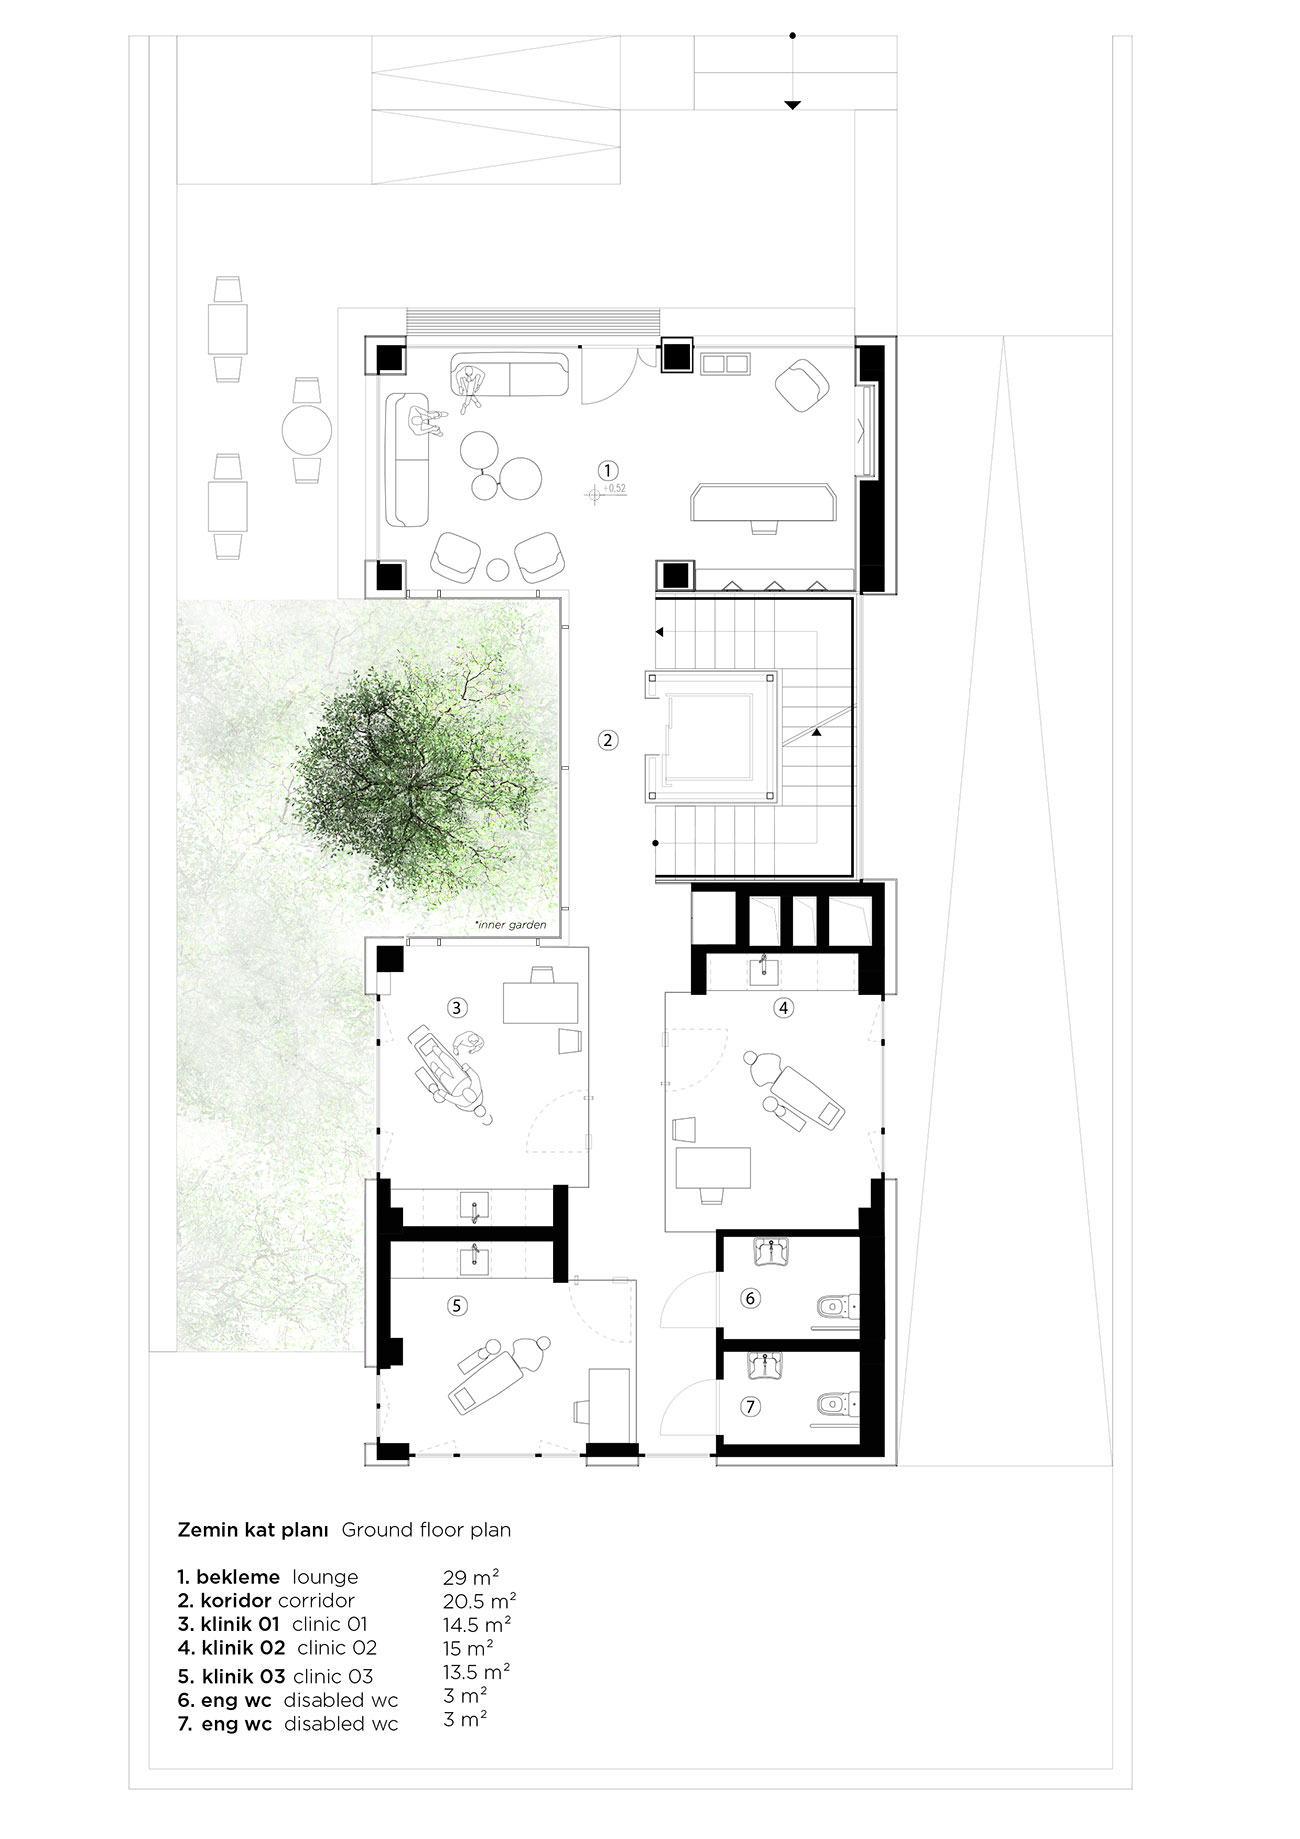 1
+0.52
2
*inner garden
3
4
5
6
7
Zemin kat planı Ground floor plan
1. bekleme lounge 29 m²
2. koridor corridor 20.5 m²
3. klinik 01 clinic 01 14.5 m²
4. klinik 02 clinic 02 15 m²
5. klinik 03 clinic 03 13.5 m²
6. eng wc disabled wc 3 m²
7. eng wc disabled wc 3 m²